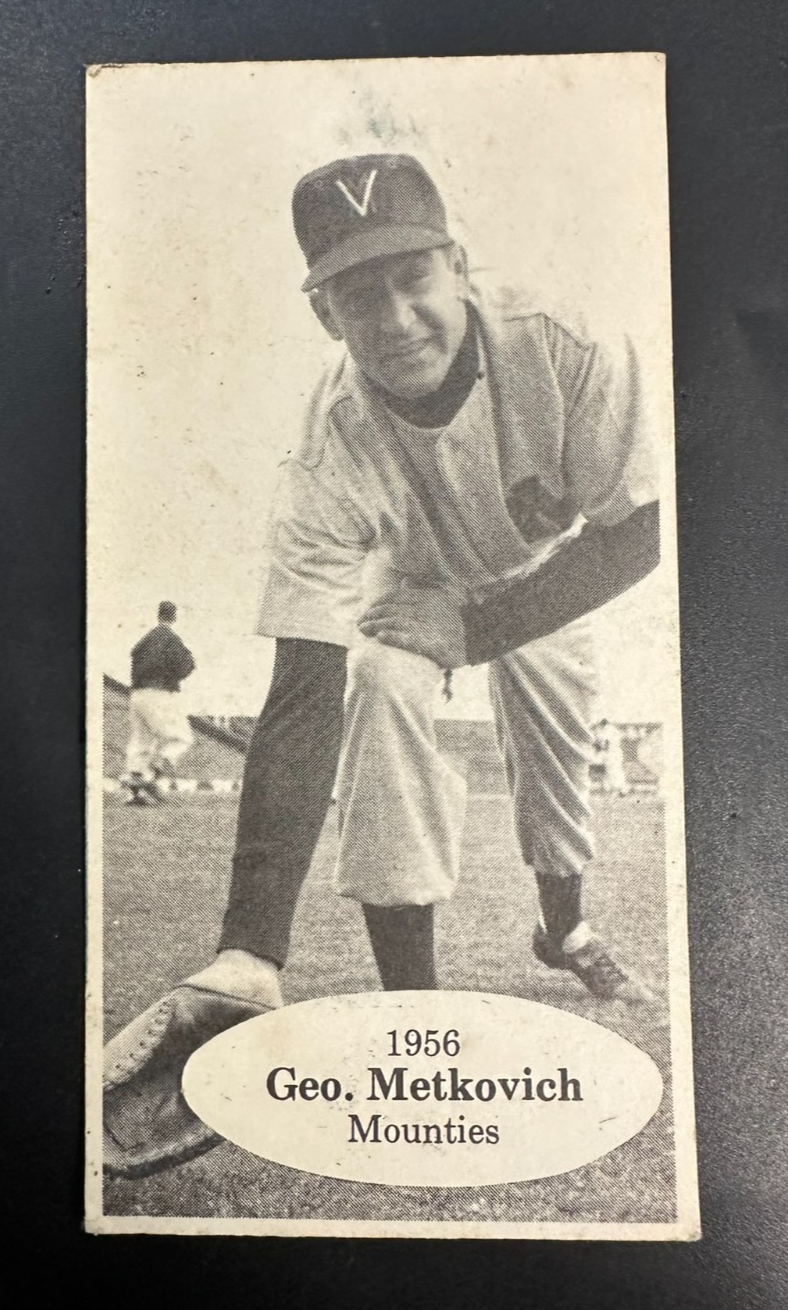 V
1956
Geo. Metkovich
Mounties